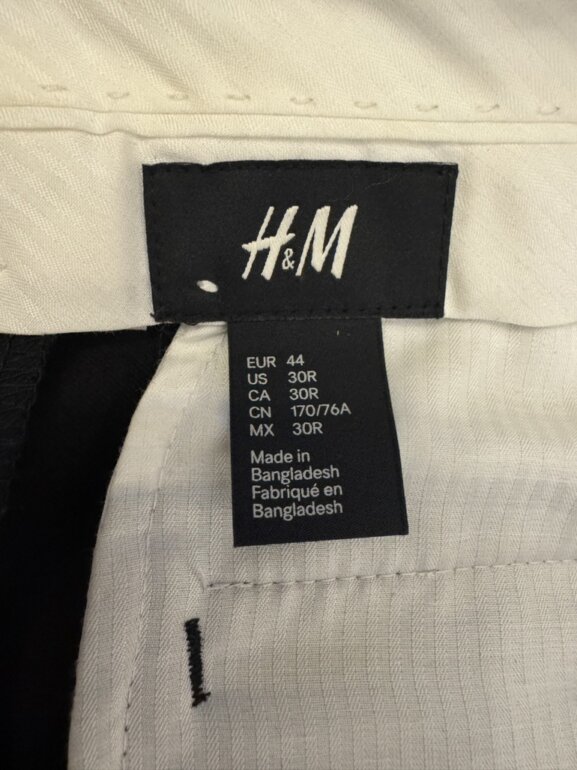 H&M
EUR 44
US 30R
CA 30R
CN 170/76A
MX 30R
Made in
Bangladesh
Fabriqué en
Bangladesh